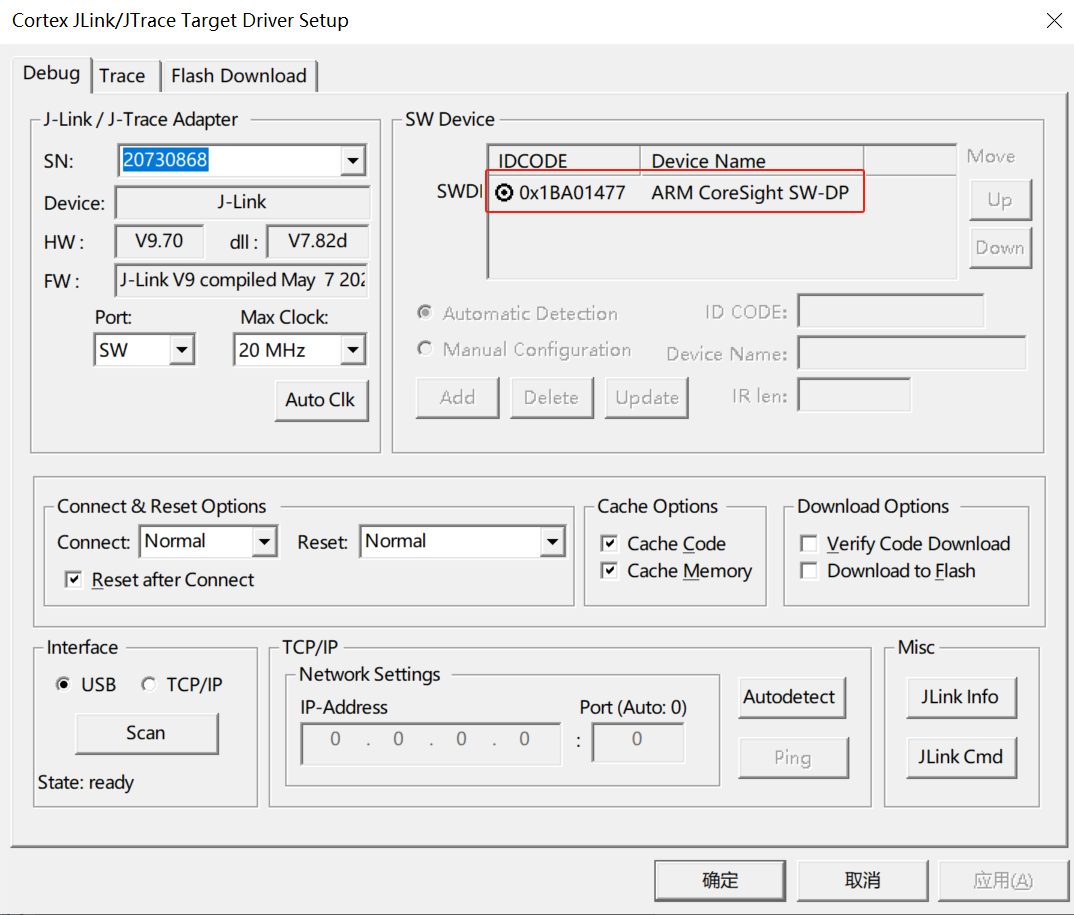 Cortex JLink/JTrace Target Driver Setup
Debug Trace Flash Download
J-Link / J-Trace Adapter
SN: 20730868
Device: J-Link
HW : V9.70 dll : V7.82d
FW : J-Link V9 compiled May 7 202
Port: Max Clock:
SW 20 MHz
Auto Clk
SW Device
IDCODE Device Name Move
SWDI 0x1BA01477 ARM CoreSight SW-DP
Up
Down
Automatic Detection ID CODE:
Manual Configuration Device Name:
Add Delete Update IR len:
Connect & Reset Options
Connect: Normal Reset: Normal
Reset after Connect
Cache Options
Cache Code
Cache Memory
Download Options
Verify Code Download
Download to Flash
Interface
USB TCP/IP
Scan
State: ready
TCP/IP
Network Settings
IP-Address Port (Auto: 0)
0 . 0 . 0 . 0 : 0
Autodetect
Ping
Misc
JLink Info
JLink Cmd
确定 取消 应用(A)